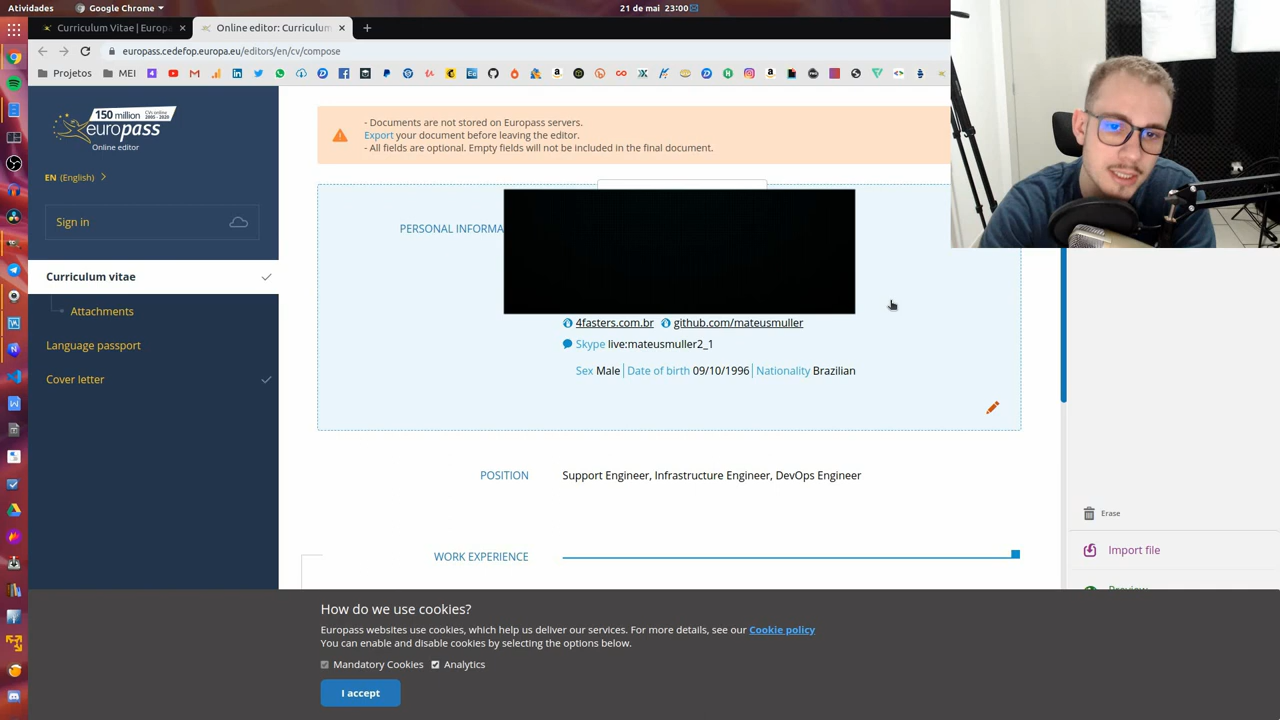 Atividades
Google Chrome
21 de mai 23:00
Curriculum Vitae | Europ
Online editor: Curriculum
europass.cedefop.europa.eu/editors/en/cv/compose
Projetos
MEI
150 million
CVs online
2005 - 2020
europass
Online editor
EN (English)
Sign in
Curriculum vitae
Attachments
Language passport
Cover letter
- Documents are not stored on Europass servers.
Export your document before leaving the editor.
- All fields are optional. Empty fields will not be included in the final document.
PERSONAL INFORMA
4fasters.com.br github.com/mateusmuller
Skype live:mateusmuller2_1
Sex Male Date of birth 09/10/1996 Nationality Brazilian
POSITION Support Engineer, Infrastructure Engineer, DevOps Engineer
WORK EXPERIENCE
Erase
Import file
Preview
How do we use cookies?
Europass websites use cookies, which help us deliver our services. For more details, see our Cookie policy
You can enable and disable cookies by selecting the options below.
Mandatory Cookies Analytics
I accept